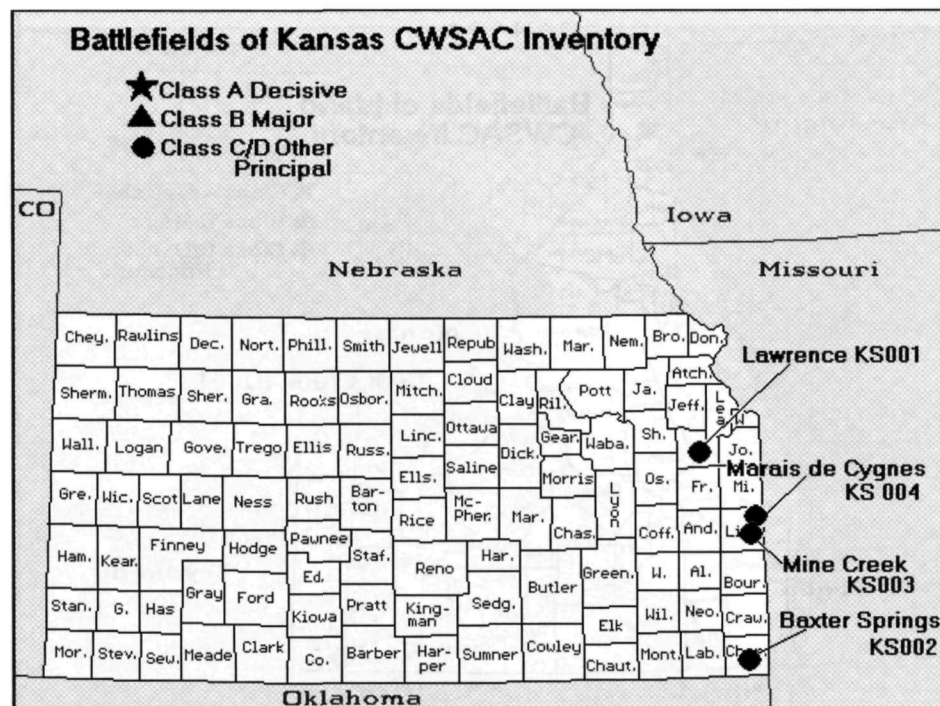 Battlefields of Kansas CWSAC Inventory
Class A Decisive
Class B Major
Class C/D Other
Principal
CO
Iowa
Nebraska
Missouri
Chey. Rawlins Dec. Nort. Phill. Smith Jewell Repub Wash. Mar. Nem. Bro. Don.
Lawrence KS001
Atch.
Sherm. Thomas Sher. Gra. Rooks Osbor. Mitch. Cloud Clay Ril. Pott Ja. Jeff. Lea W.
Ottawa
Wall. Logan Gove. Trego Ellis Russ. Linc. Saline Dick. Gear. Waba. Sh. Jo.
Marais de Cygnes
KS 004
Gre. Wic. Scot Lane Ness Rush Bar-ton Ells. Morris Lyon Os. Fr. Mi.
Rice Mc-Pher. Mar. Chas. Coff. And.
Ham. Kear. Finney Hodge Pawnee Staf. Reno Har. Butler Green. W. Al. Bour.
Mine Creek
KS003
Ed.
Stan. G. Has Gray Ford Kiowa Pratt King-man Sedg. Elk Wil. Neo. Craw.
Baxter Springs
KS002
Mor. Stev. Sew. Meade Clark Co. Barber Har-per Sumner Cowley Chaut. Mont. Lab.
Oklahoma